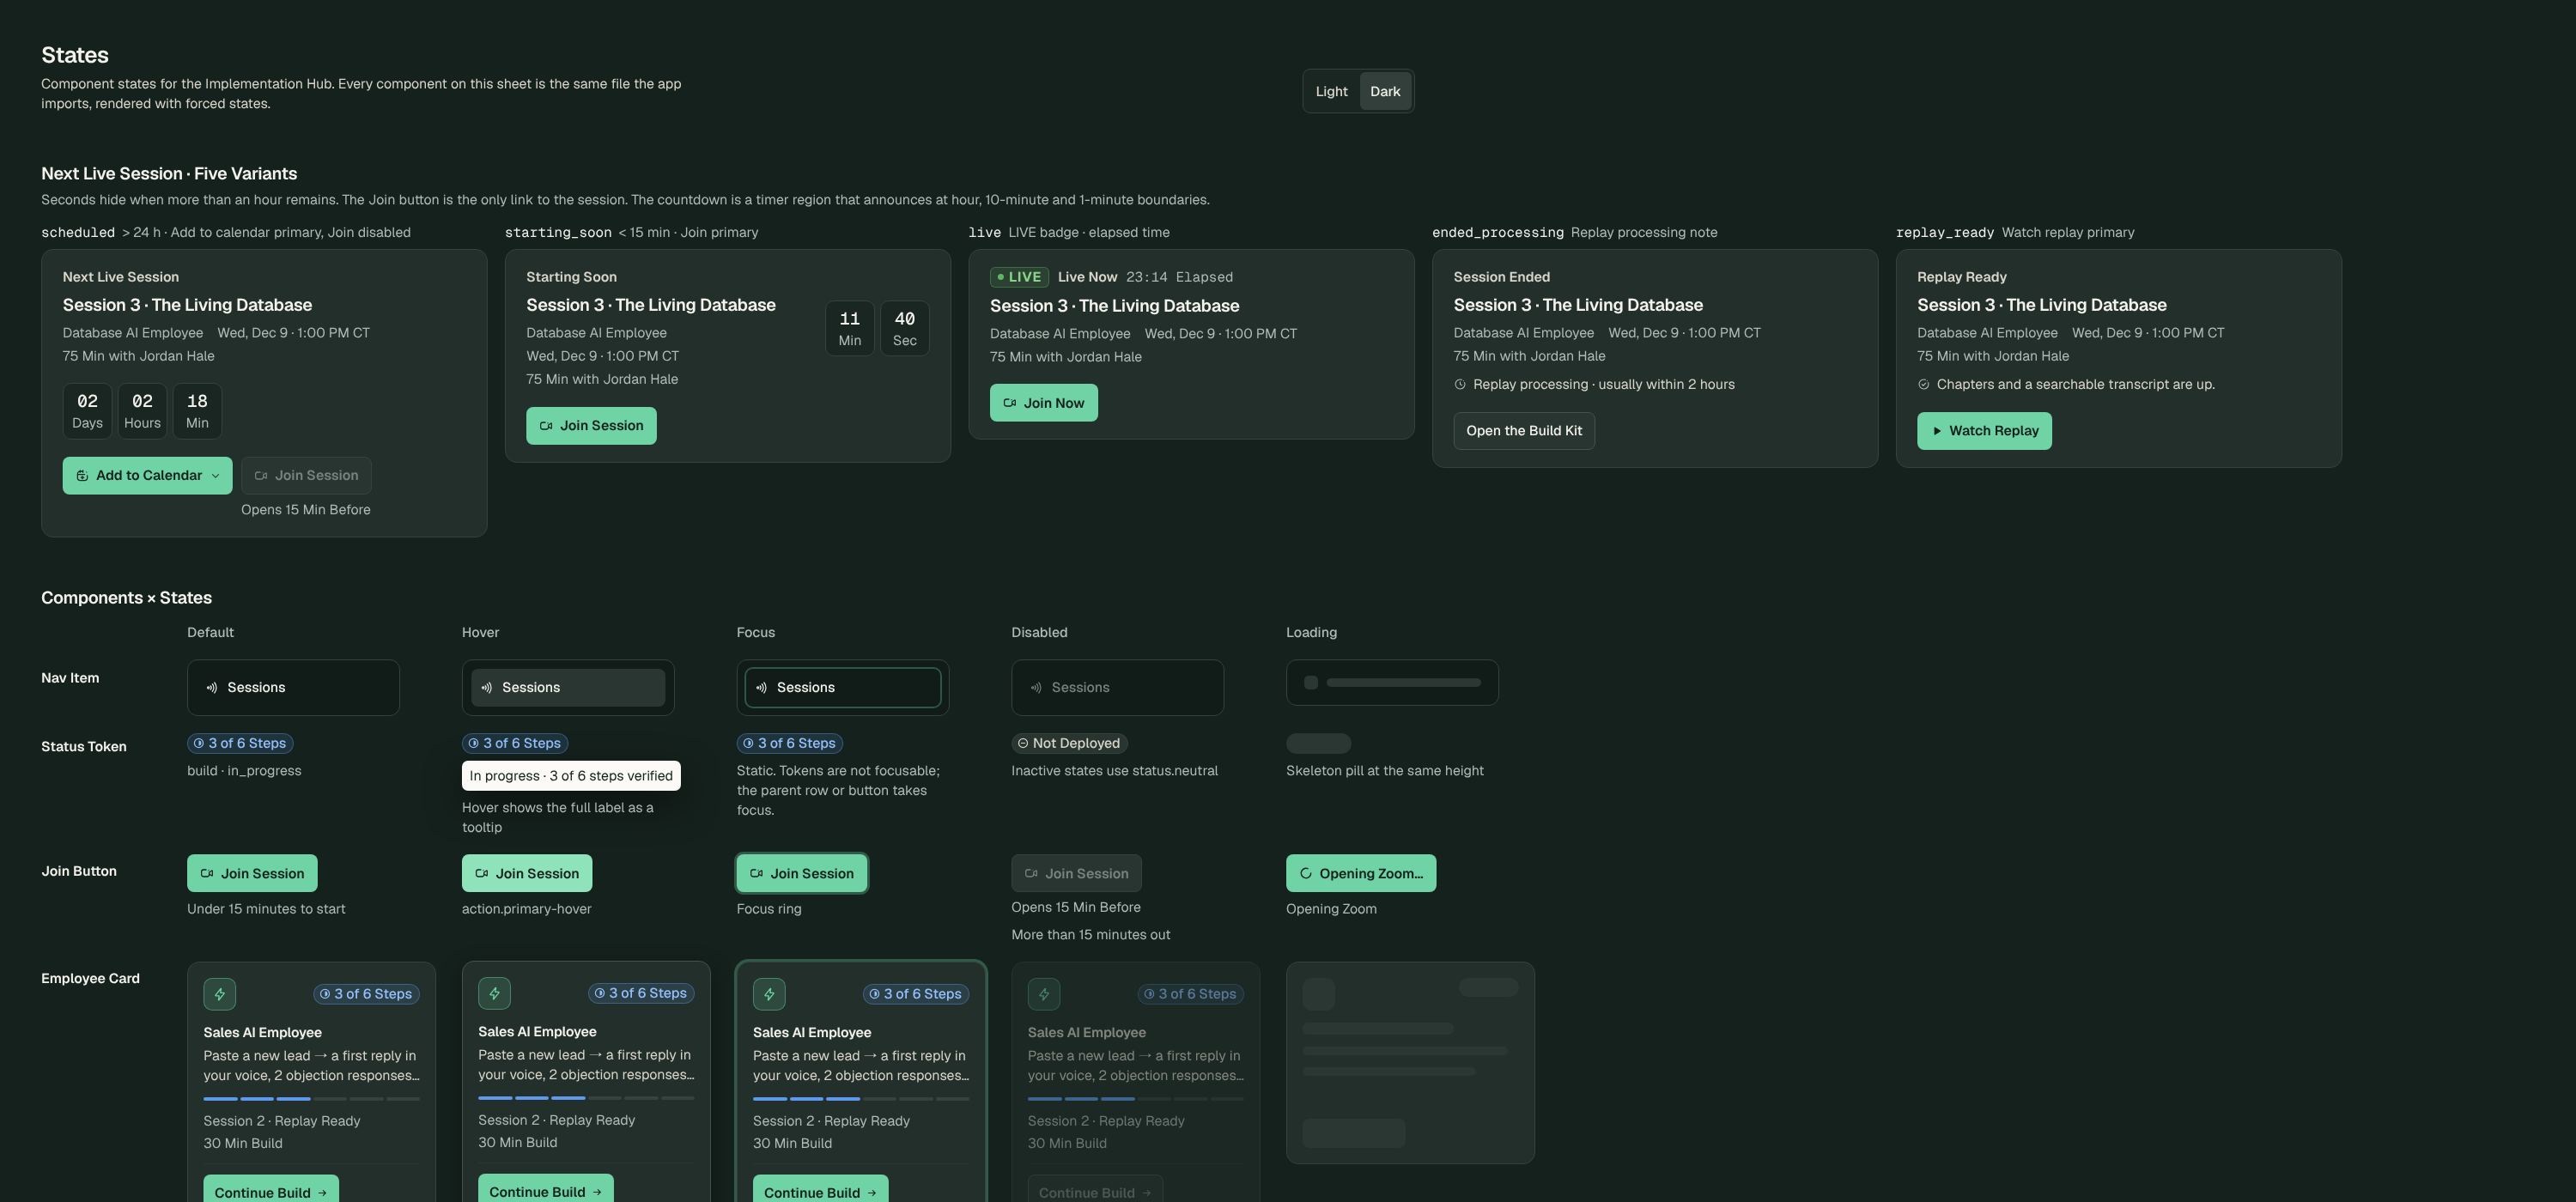 States
Component states for the Implementation Hub. Every component on this sheet is the same file the app
imports, rendered with forced states.
Light
Dark
Next Live Session · Five Variants
Seconds hide when more than an hour remains. The Join button is the only link to the session. The countdown is a timer region that announces at hour, 10-minute and 1-minute boundaries.
scheduled > 24 h · Add to calendar primary, Join disabled
Next Live Session
Session 3 · The Living Database
Database AI Employee Wed, Dec 9 · 1:00 PM CT
75 Min with Jordan Hale
02 02 18
Days Hours Min
Add to Calendar
Join Session
Opens 15 Min Before
starting_soon < 15 min · Join primary
Starting Soon
Session 3 · The Living Database
Database AI Employee
Wed, Dec 9 · 1:00 PM CT
75 Min with Jordan Hale
11 40
Min Sec
Join Session
live LIVE badge · elapsed time
LIVE Live Now 23:14 Elapsed
Session 3 · The Living Database
Database AI Employee Wed, Dec 9 · 1:00 PM CT
75 Min with Jordan Hale
Join Now
ended_processing Replay processing note
Session Ended
Session 3 · The Living Database
Database AI Employee Wed, Dec 9 · 1:00 PM CT
75 Min with Jordan Hale
Replay processing · usually within 2 hours
Open the Build Kit
replay_ready Watch replay primary
Replay Ready
Session 3 · The Living Database
Database AI Employee Wed, Dec 9 · 1:00 PM CT
75 Min with Jordan Hale
Chapters and a searchable transcript are up.
Watch Replay
Components × States
Default Hover Focus Disabled Loading
Nav Item
Sessions
Sessions
Sessions
Sessions
Status Token
3 of 6 Steps
build · in_progress
3 of 6 Steps
In progress · 3 of 6 steps verified
Hover shows the full label as a
tooltip
3 of 6 Steps
Static. Tokens are not focusable;
the parent row or button takes
focus.
Not Deployed
Inactive states use status.neutral
Skeleton pill at the same height
Join Button
Join Session
Under 15 minutes to start
Join Session
action.primary-hover
Join Session
Focus ring
Join Session
Opens 15 Min Before
More than 15 minutes out
Opening Zoom…
Opening Zoom
Employee Card
3 of 6 Steps
Sales AI Employee
Paste a new lead → a first reply in
your voice, 2 objection responses…
Session 2 · Replay Ready
30 Min Build
Continue Build →
3 of 6 Steps
Sales AI Employee
Paste a new lead → a first reply in
your voice, 2 objection responses…
Session 2 · Replay Ready
30 Min Build
Continue Build →
3 of 6 Steps
Sales AI Employee
Paste a new lead → a first reply in
your voice, 2 objection responses…
Session 2 · Replay Ready
30 Min Build
Continue Build →
3 of 6 Steps
Sales AI Employee
Paste a new lead → a first reply in
your voice, 2 objection responses…
Session 2 · Replay Ready
30 Min Build
Continue Build →